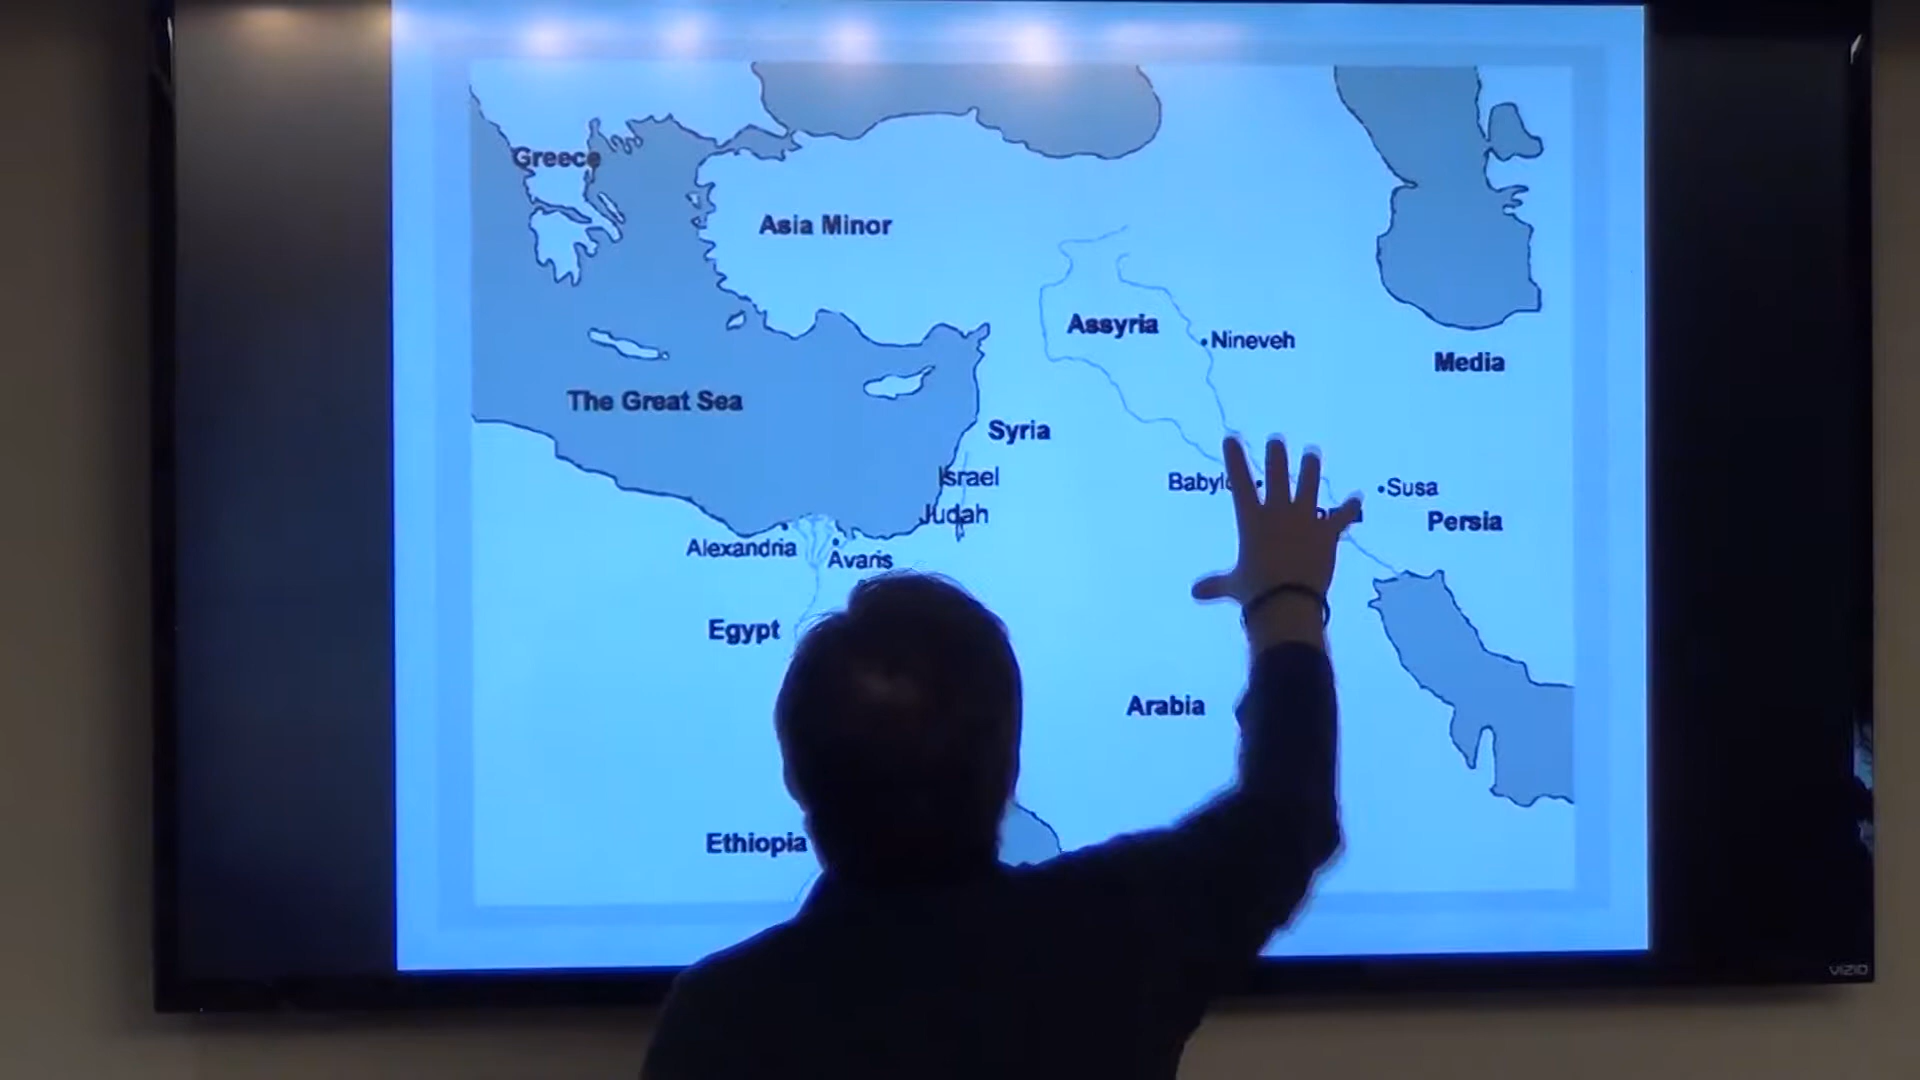 Greece
Asia Minor
Assyria
Nineveh
Media
The Great Sea
Syria
Israel
Judah
Susa
Persia
Alexandria
Avaris
Egypt
Arabia
Ethiopia
VIZIO